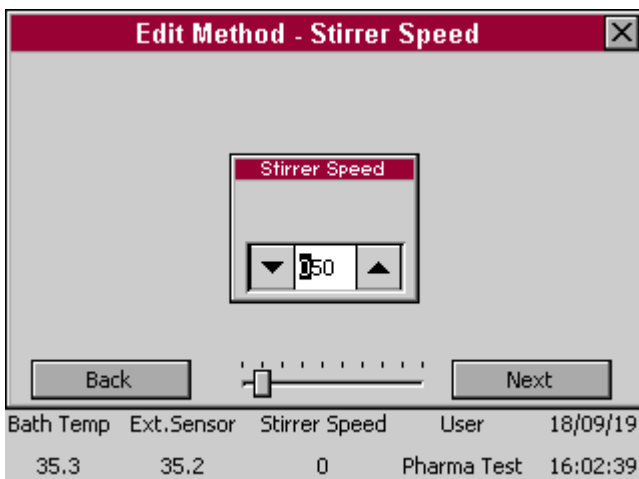 Edit Method - Stirrer Speed
Stirrer Speed
050
Back Next
Bath Temp Ext.Sensor Stirrer Speed User 18/09/19
35.3 35.2 0 Pharma Test 16:02:39